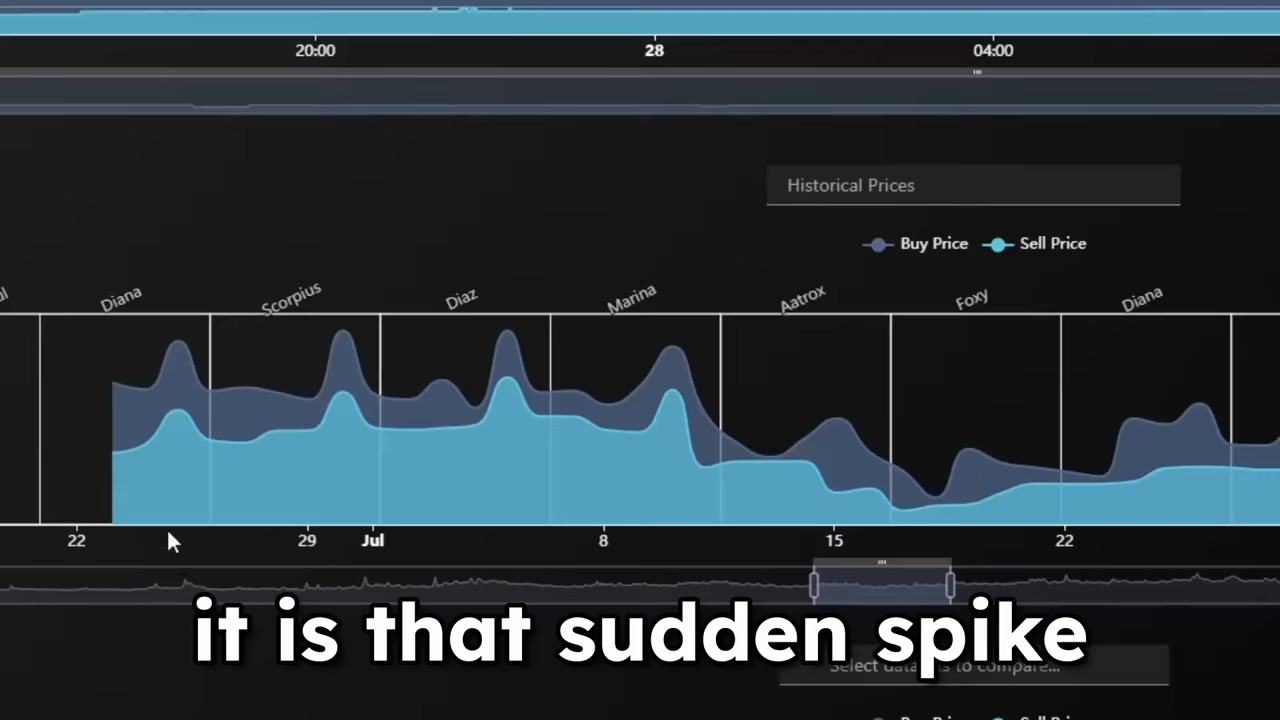 20:00 28 04:00
Historical Prices
Buy Price Sell Price
Diana Scorpius Diaz Marina Aatrox Foxy Diana
22 29 Jul 8 15 22
it is that sudden spike